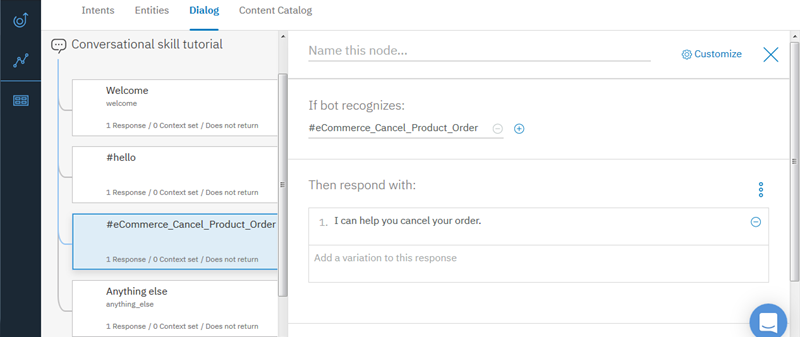 Intents Entities Dialog Content Catalog
Conversational skill tutorial
Welcome
welcome
1 Response / 0 Context set / Does not return
#hello
1 Response / 0 Context set / Does not return
#eCommerce_Cancel_Product_Order
1 Response / 0 Context set / Does not return
Anything else
anything_else
1 Response / 0 Context set / Does not return
Name this node...
Customize
If bot recognizes:
#eCommerce_Cancel_Product_Order
Then respond with:
1. I can help you cancel your order.
Add a variation to this response